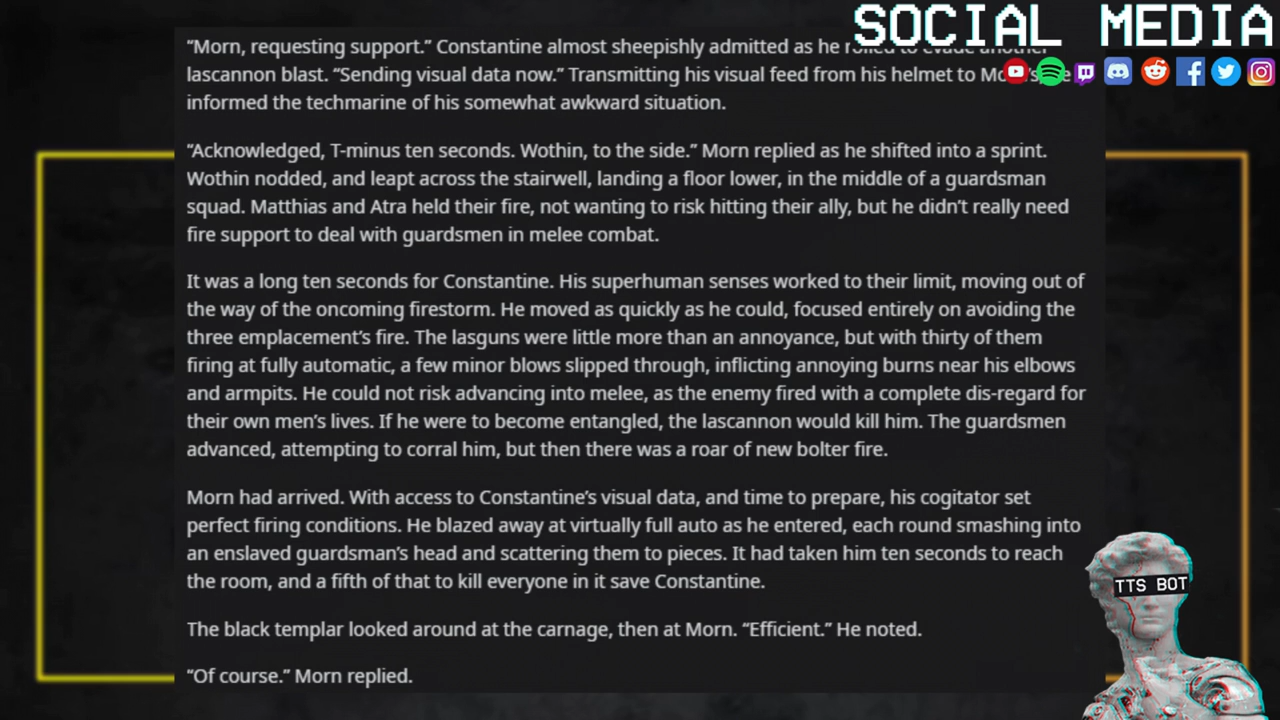 SOCIAL MEDIA
“Morn, requesting support.” Constantine almost sheepishly admitted as he rolled to evade another
lascannon blast. “Sending visual data now.” Transmitting his visual feed from his helmet to
informed the techmarine of his somewhat awkward situation.
“Acknowledged, T-minus ten seconds. Wothin, to the side.” Morn replied as he shifted into a sprint.
Wothin nodded, and leapt across the stairwell, landing a floor lower, in the middle of a guardsman
squad. Matthias and Atra held their fire, not wanting to risk hitting their ally, but he didn’t really need
fire support to deal with guardsmen in melee combat.
It was a long ten seconds for Constantine. His superhuman senses worked to their limit, moving out of
the way of the oncoming firestorm. He moved as quickly as he could, focused entirely on avoiding the
three emplacement’s fire. The lasguns were little more than an annoyance, but with thirty of them
firing at fully automatic, a few minor blows slipped through, inflicting annoying burns near his elbows
and armpits. He could not risk advancing into melee, as the enemy fired with a complete dis-regard for
their own men’s lives. If he were to become entangled, the lascannon would kill him. The guardsmen
advanced, attempting to corral him, but then there was a roar of new bolter fire.
Morn had arrived. With access to Constantine’s visual data, and time to prepare, his cogitator set
perfect firing conditions. He blazed away at virtually full auto as he entered, each round smashing into
an enslaved guardsman’s head and scattering them to pieces. It had taken him ten seconds to reach
the room, and a fifth of that to kill everyone in it save Constantine.
The black templar looked around at the carnage, then at Morn. “Efficient.” He noted.
“Of course.” Morn replied.
TTS BOT